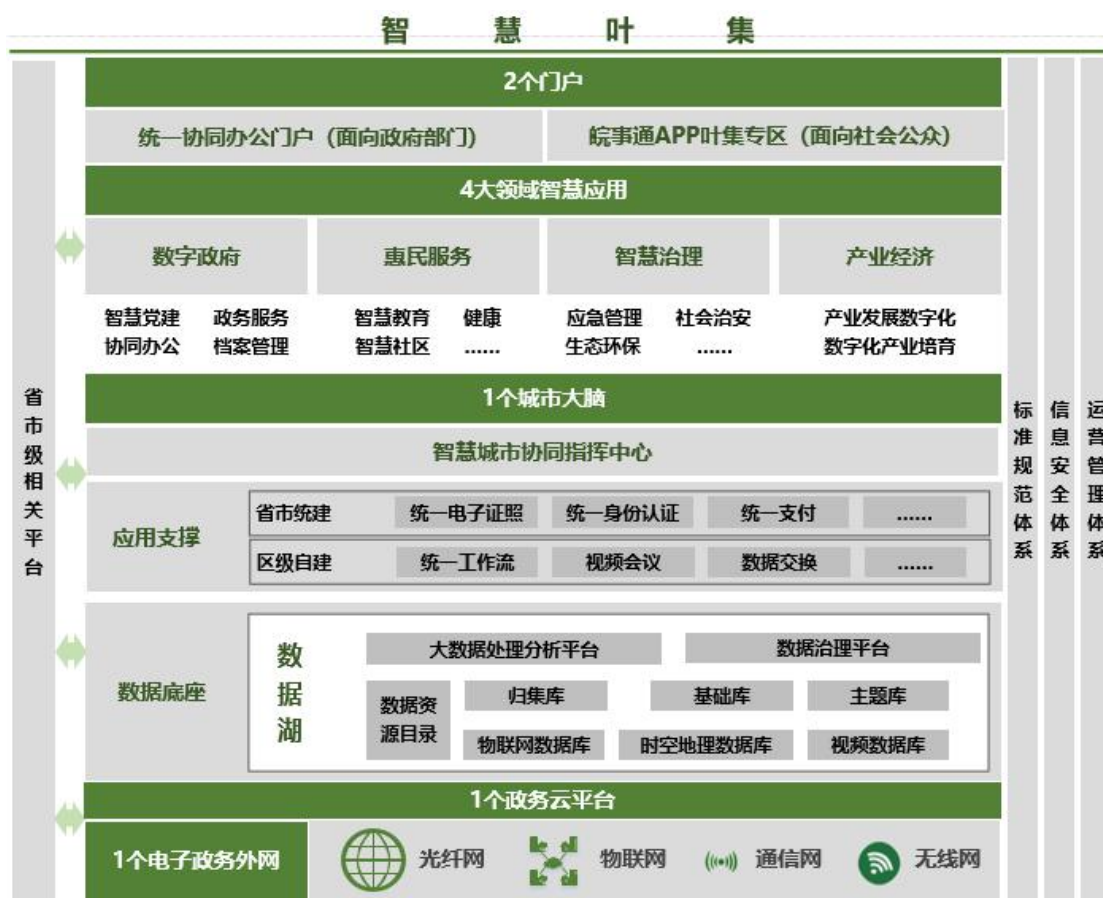 智慧叶集
2个门户
统一协同办公门户（面向政府部门）
皖事通APP叶集专区（面向社会公众）
4大领域智慧应用
数字政府
惠民服务
智慧治理
产业经济
智慧党建 政务服务
协同办公 档案管理
智慧教育 健康
智慧社区 ……
应急管理 社会治安
生态环保 ……
产业发展数字化
数字化产业培育
1个城市大脑
智慧城市协同指挥中心
应用支撑
省市统建 统一电子证照 统一身份认证 统一支付 ……
区级自建 统一工作流 视频会议 数据交换 ……
数据底座
数据湖
大数据处理分析平台 数据治理平台
数据资
源目录
归集库 基础库 主题库
物联网数据库 时空地理数据库 视频数据库
1个政务云平台
1个电子政务外网
光纤网 物联网 通信网 无线网
省市级相关平台
标准规范体系
信息安全体系
运营管理体系